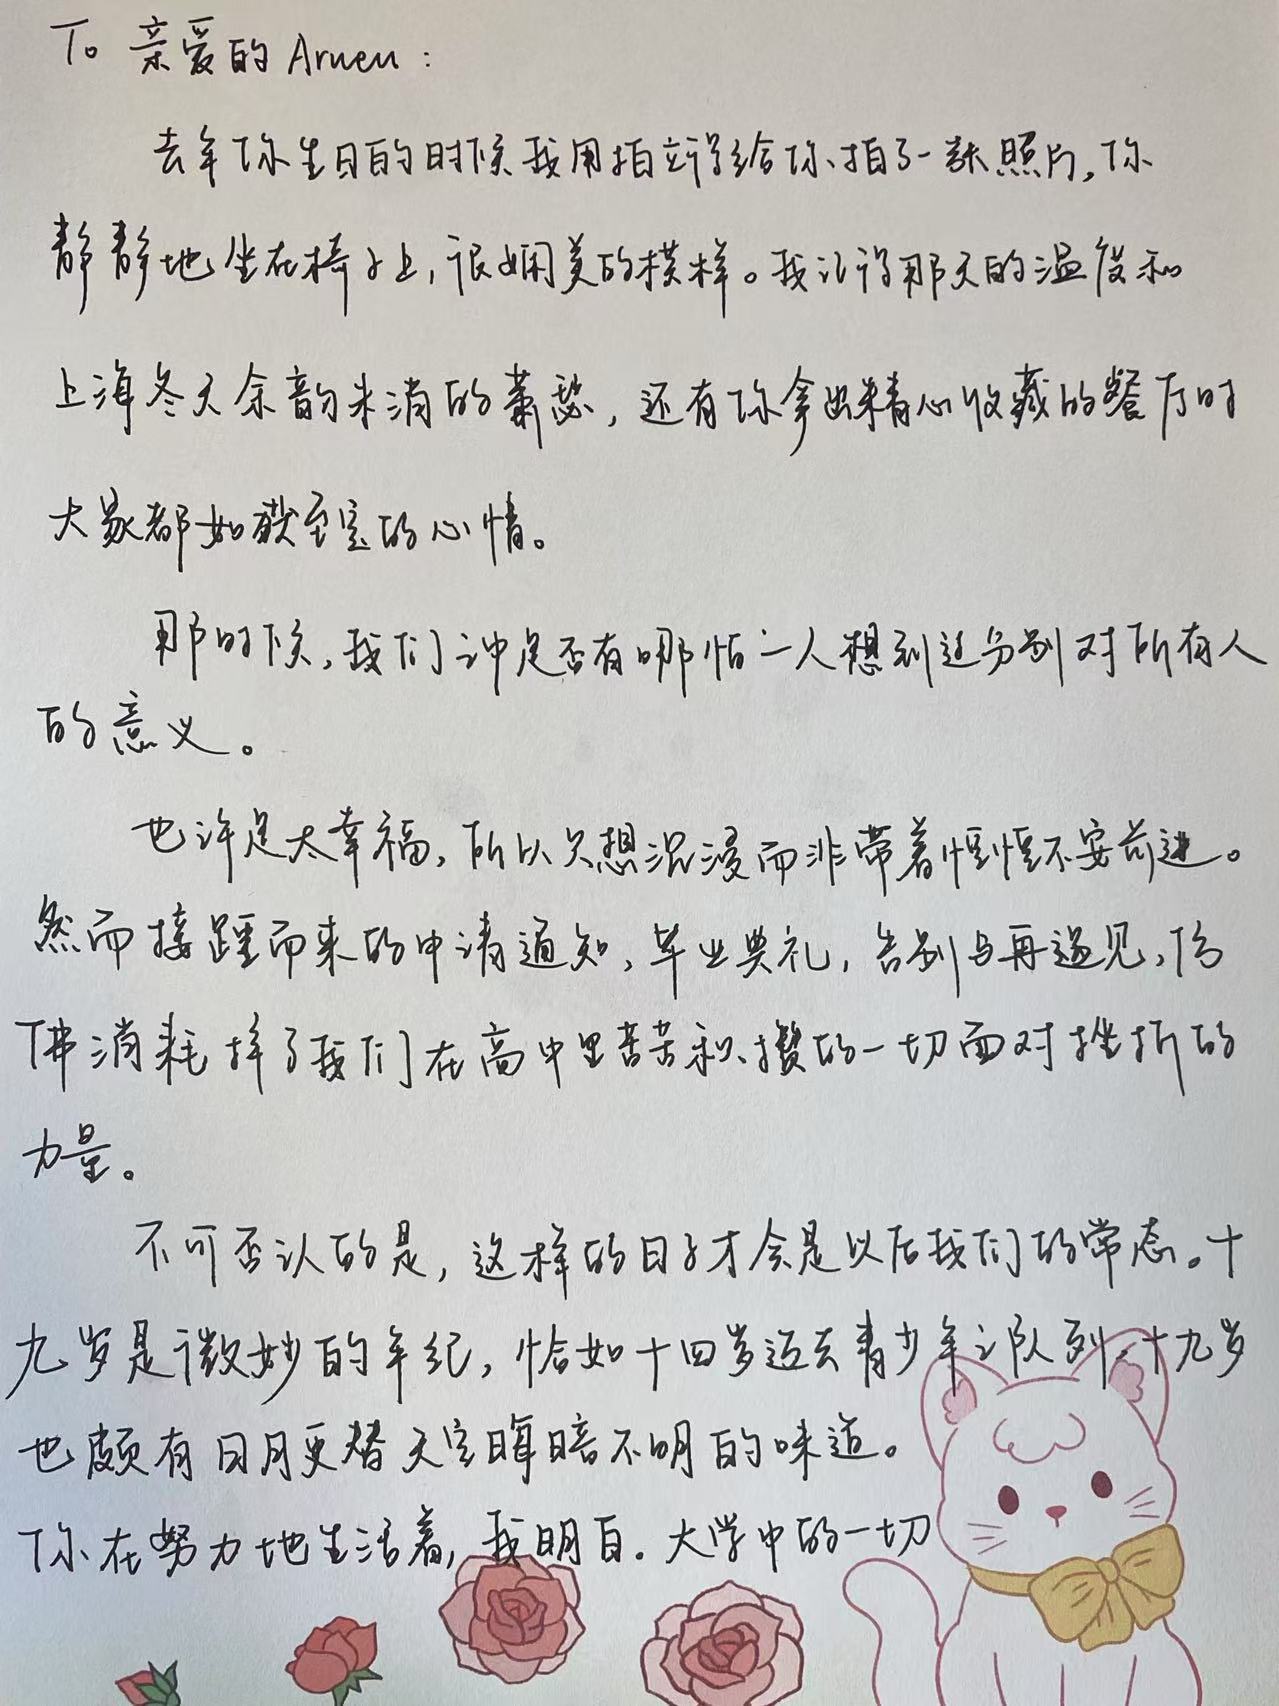 To 亲爱的 Arwen:
去年你生日的时候我用拍立得给你拍了一张照片,你
静静地坐在椅子上,很娴美的模样。我记得那天的温度和
上海冬天余韵未消的萧瑟,还有你拿出精心收藏的餐厅时
大家都如获至宝的心情。
那时候,我们之中是否有哪怕一人想到过分别对所有人
的意义。
也许是太幸福,所以只想沉浸而非带着惶惶不安前进。
然而接踵而来的申请通知,毕业典礼,告别与再遇见,仿
佛消耗掉了我们在高中里苦苦积攒的一切面对挫折的
力量。
不可否认的是,这样的日子才会是以后我们的常态。十
九岁是微妙的年纪,恰如十四岁迈去青少年之队列,十九岁
也颇有日月更替天空晦暗不明的味道。
你在努力地生活着,我明白。大学中的一切